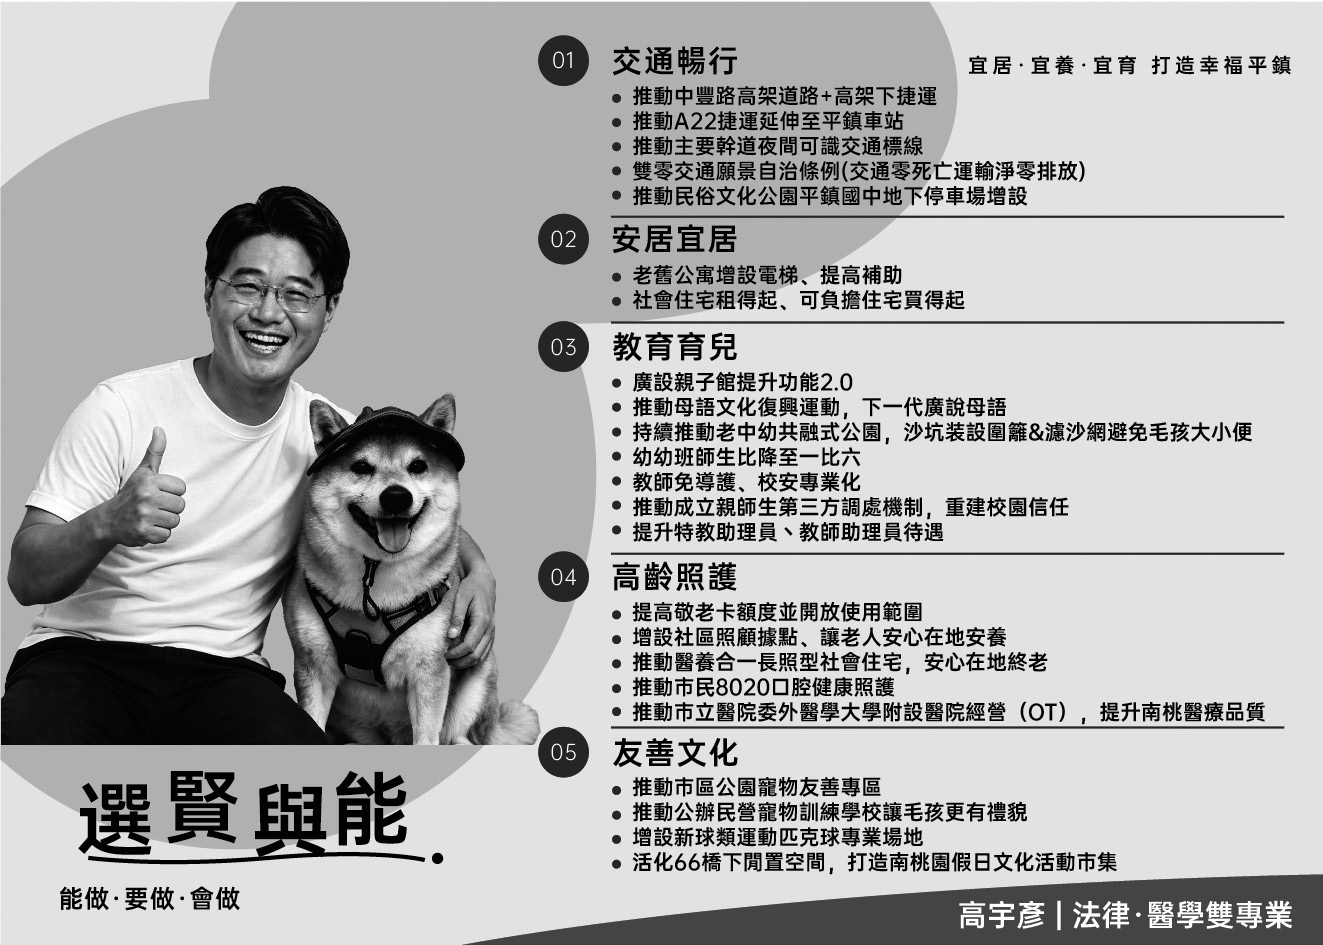 宜居·宜養·宜育 打造幸福平鎮
01 交通暢行
● 推動中豐路高架道路+高架下捷運
● 推動A22捷運延伸至平鎮車站
● 推動主要幹道夜間可識交通標線
● 雙零交通願景自治條例(交通零死亡運輸淨零排放)
● 推動民俗文化公園平鎮國中地下停車場增設
02 安居宜居
● 老舊公寓增設電梯、提高補助
● 社會住宅租得起、可負擔住宅買得起
03 教育育兒
● 廣設親子館提升功能2.0
● 推動母語文化復興運動，下一代廣說母語
● 持續推動老中幼共融式公園，沙坑裝設圍籬&濾沙網避免毛孩大小便
● 幼幼班師生比降至一比六
● 教師免導護、校安專業化
● 推動成立親師生第三方調處機制，重建校園信任
● 提升特教助理員、教師助理員待遇
04 高齡照護
● 提高敬老卡額度並開放使用範圍
● 增設社區照顧據點、讓老人安心在地安養
● 推動醫養合一長照型社會住宅，安心在地終老
● 推動市民8020口腔健康照護
● 推動市立醫院委外醫學大學附設醫院經營（OT），提升南桃醫療品質
05 友善文化
● 推動市區公園寵物友善專區
● 推動公辦民營寵物訓練學校讓毛孩更有禮貌
● 增設新球類運動匹克球專業場地
● 活化66橋下閒置空間，打造南桃園假日文化活動市集
選賢與能.
能做·要做·會做
高宇彥｜法律·醫學雙專業